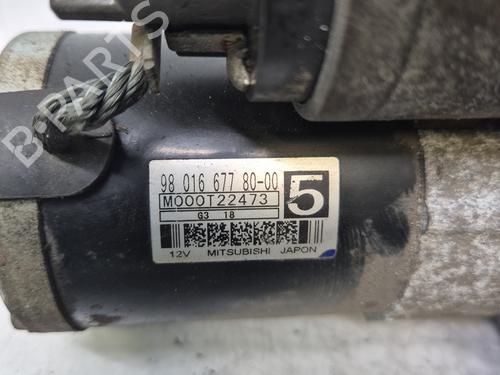 B-PARTS
98 016 677 80-00
M000T22473
5
G3 18
12V MITSUBISHI JAPON